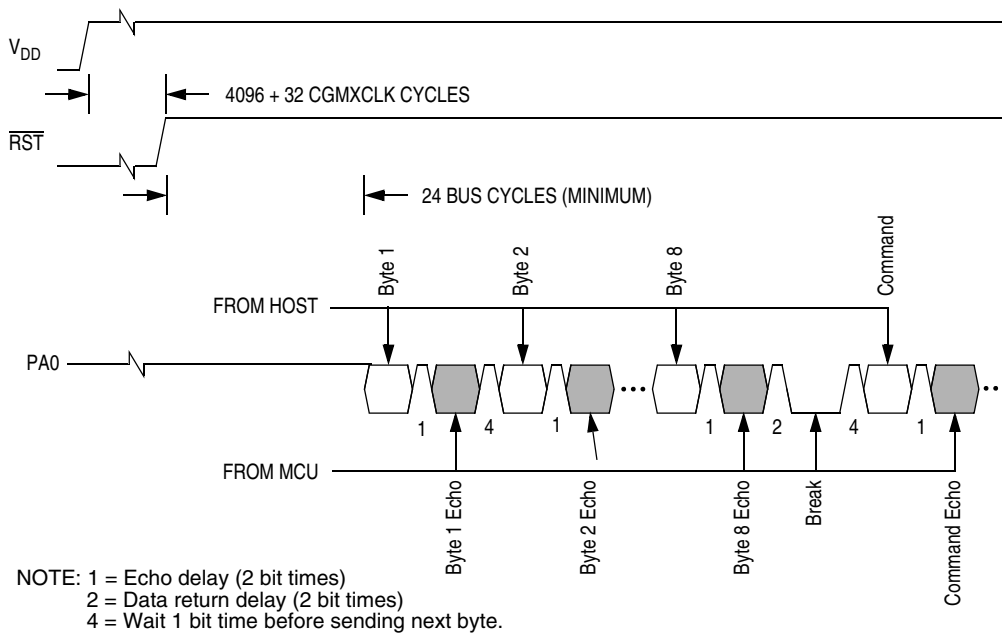 VDD
4096 + 32 CGMXCLK CYCLES
RST
24 BUS CYCLES (MINIMUM)
Byte 1
Byte 2
Byte 8
Command
FROM HOST
PA0
1
4
1
1
2
4
1
FROM MCU
Byte 1 Echo
Byte 2 Echo
Byte 8 Echo
Break
Command Echo
NOTE: 1 = Echo delay (2 bit times)
2 = Data return delay (2 bit times)
4 = Wait 1 bit time before sending next byte.